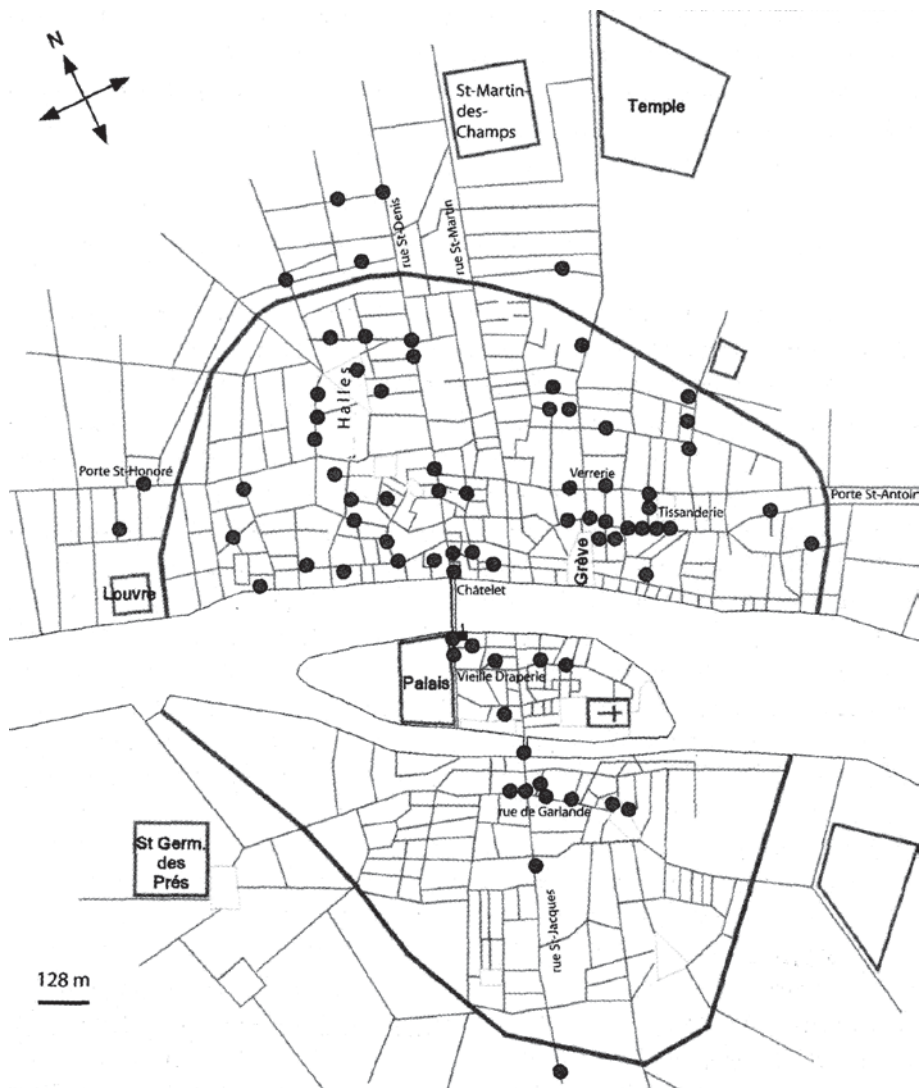 N
St-Martin-
des-
Champs
Temple
rue St-Denis
rue St-Martin
Halles
Porte St-Honoré
Verrerie
Porte St-Antoin
Tissanderie
Grève
Louvre
Châtelet
Palais
Vieille Draperie
rue de Garlande
St Germ.
des
Prés
rue St-Jacques
128 m